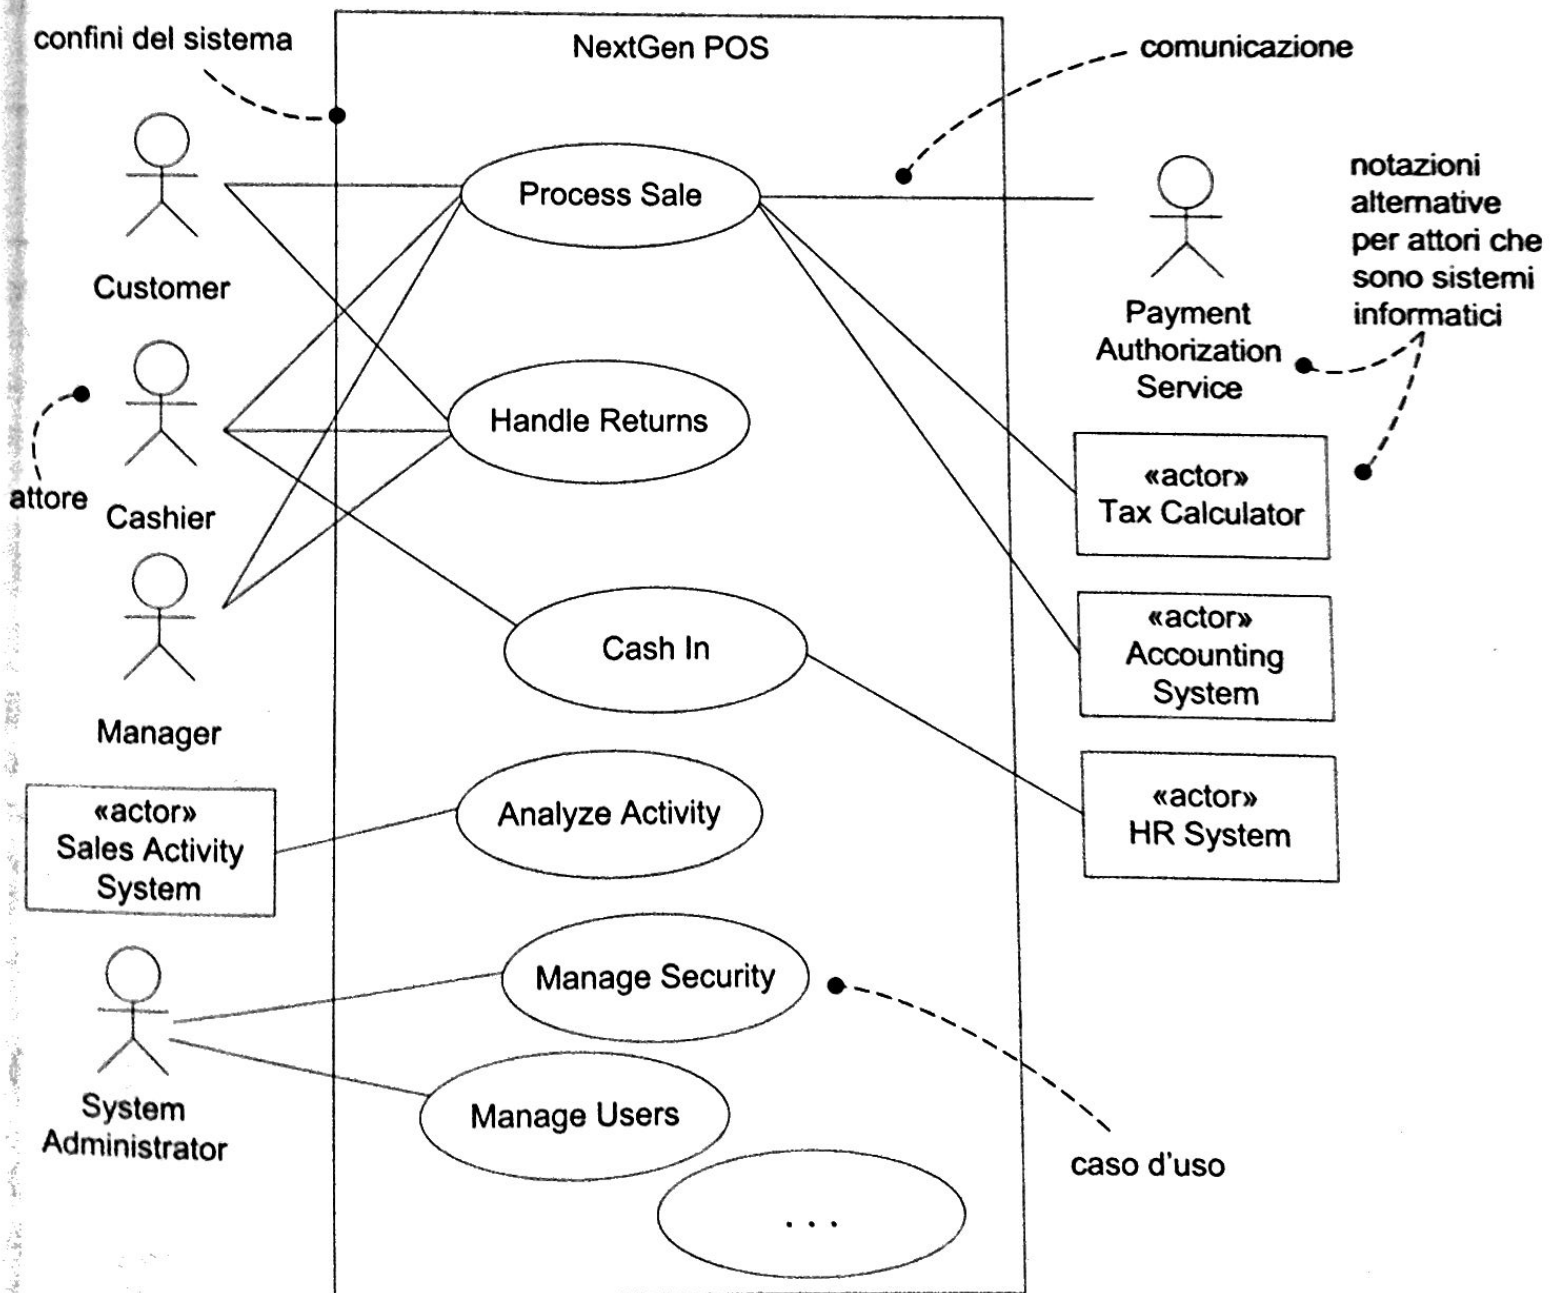 confini del sistema
NextGen POS
comunicazione
Process Sale
notazioni
alternative
per attori che
sono sistemi
informatici
Customer
Payment
Authorization
Service
Handle Returns
attore
Cashier
«actor»
Tax Calculator
Cash In
«actor»
Accounting
System
Manager
«actor»
Sales Activity
System
Analyze Activity
«actor»
HR System
Manage Security
System
Administrator
Manage Users
caso d'uso
...